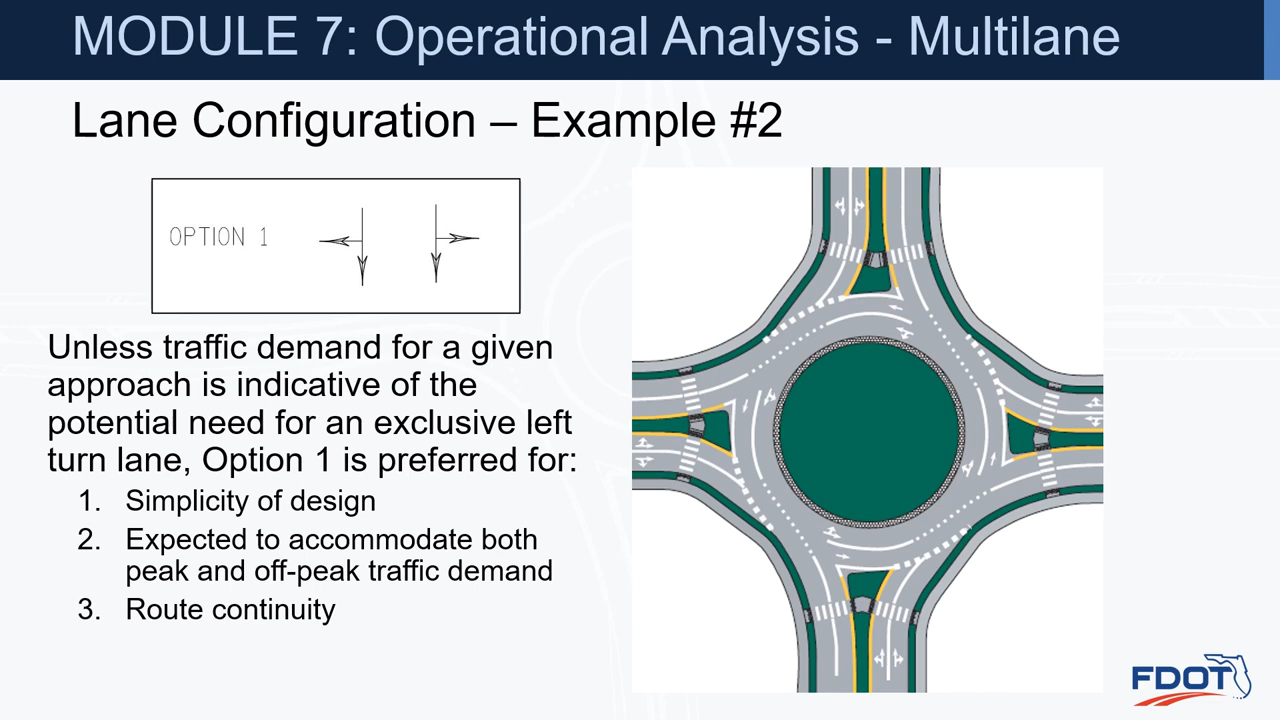 MODULE 7: Operational Analysis - Multilane
Lane Configuration – Example #2
OPTION 1
Unless traffic demand for a given
approach is indicative of the
potential need for an exclusive left
turn lane, Option 1 is preferred for:
1. Simplicity of design
2. Expected to accommodate both
peak and off-peak traffic demand
3. Route continuity
FDOT